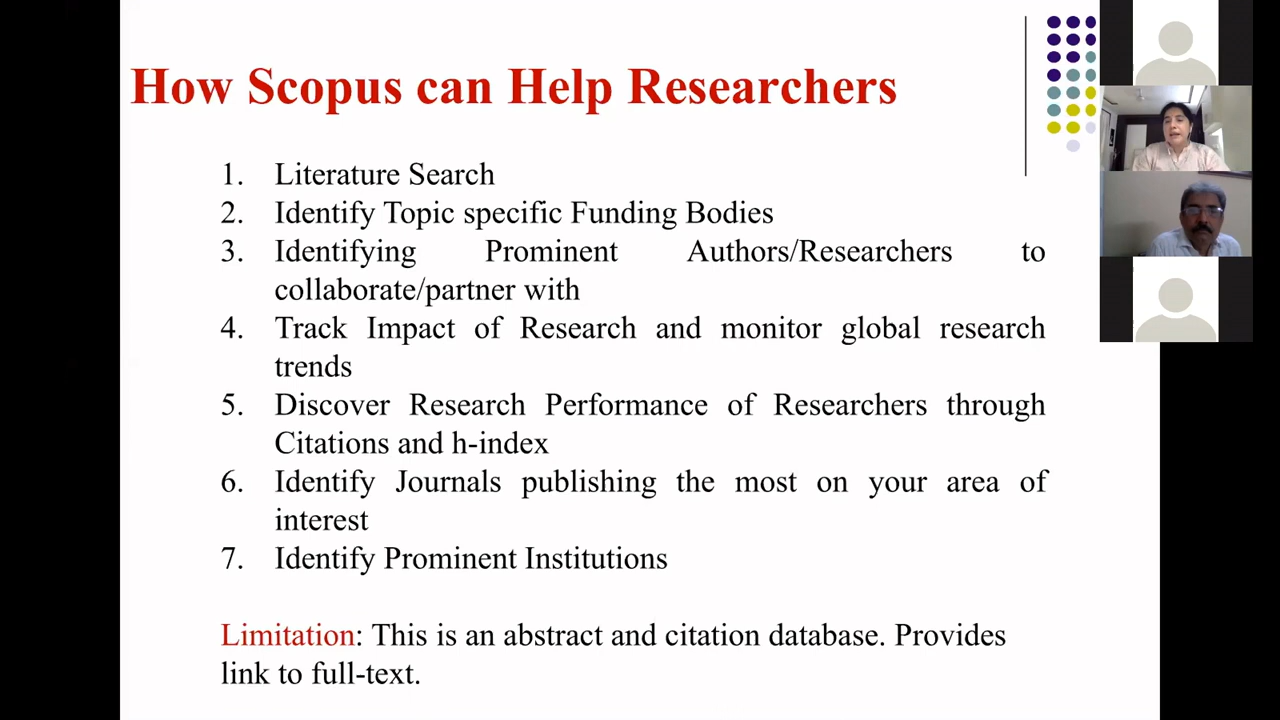 How Scopus can Help Researchers
1. Literature Search
2. Identify Topic specific Funding Bodies
3. Identifying Prominent Authors/Researchers to
collaborate/partner with
4. Track Impact of Research and monitor global research
trends
5. Discover Research Performance of Researchers through
Citations and h-index
6. Identify Journals publishing the most on your area of
interest
7. Identify Prominent Institutions
Limitation: This is an abstract and citation database. Provides
link to full-text.